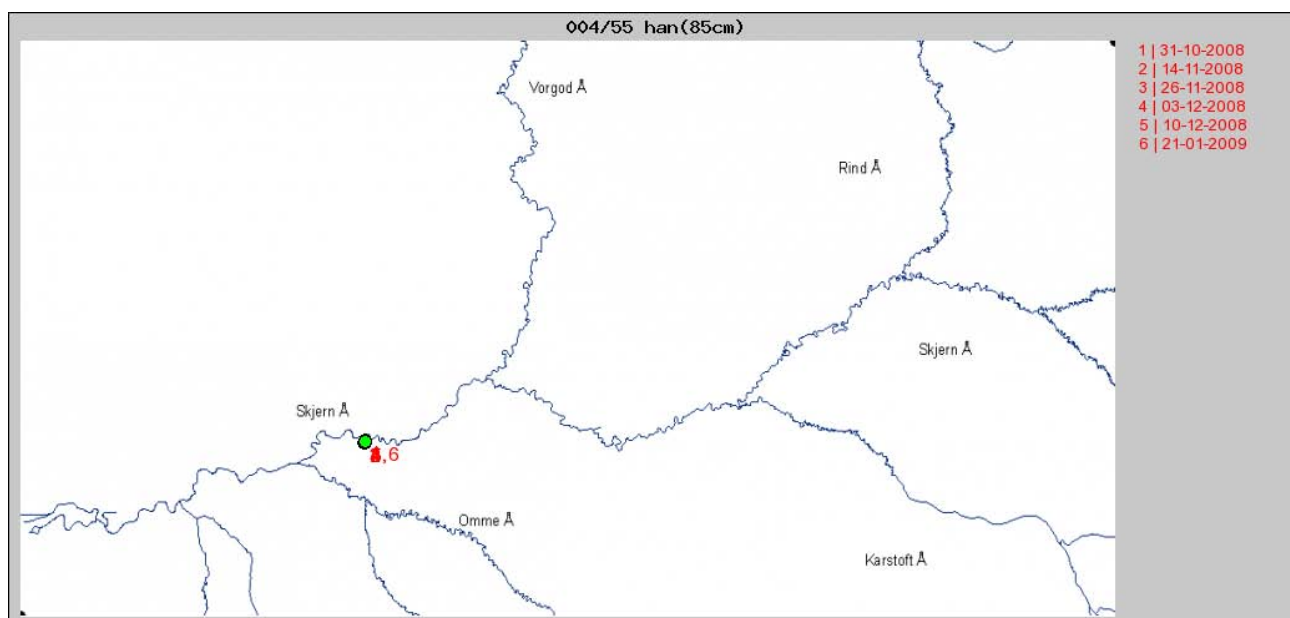 004/55 han(85cm)
1 | 31-10-2008
2 | 14-11-2008
3 | 26-11-2008
4 | 03-12-2008
5 | 10-12-2008
6 | 21-01-2009
Vorgod Å
Rind Å
Skjern Å
Skjern Å
,6
Omme Å
Karstoft Å